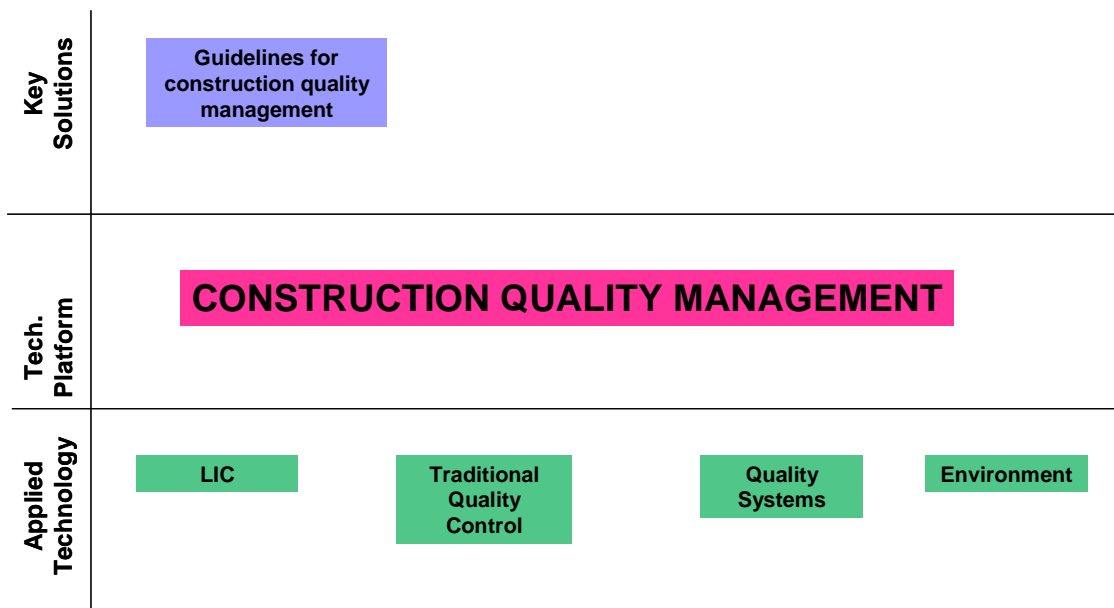 Key
Solutions
Guidelines for
construction quality
management
Tech.
Platform
CONSTRUCTION QUALITY MANAGEMENT
Applied
Technology
LIC
Traditional
Quality
Control
Quality
Systems
Environment